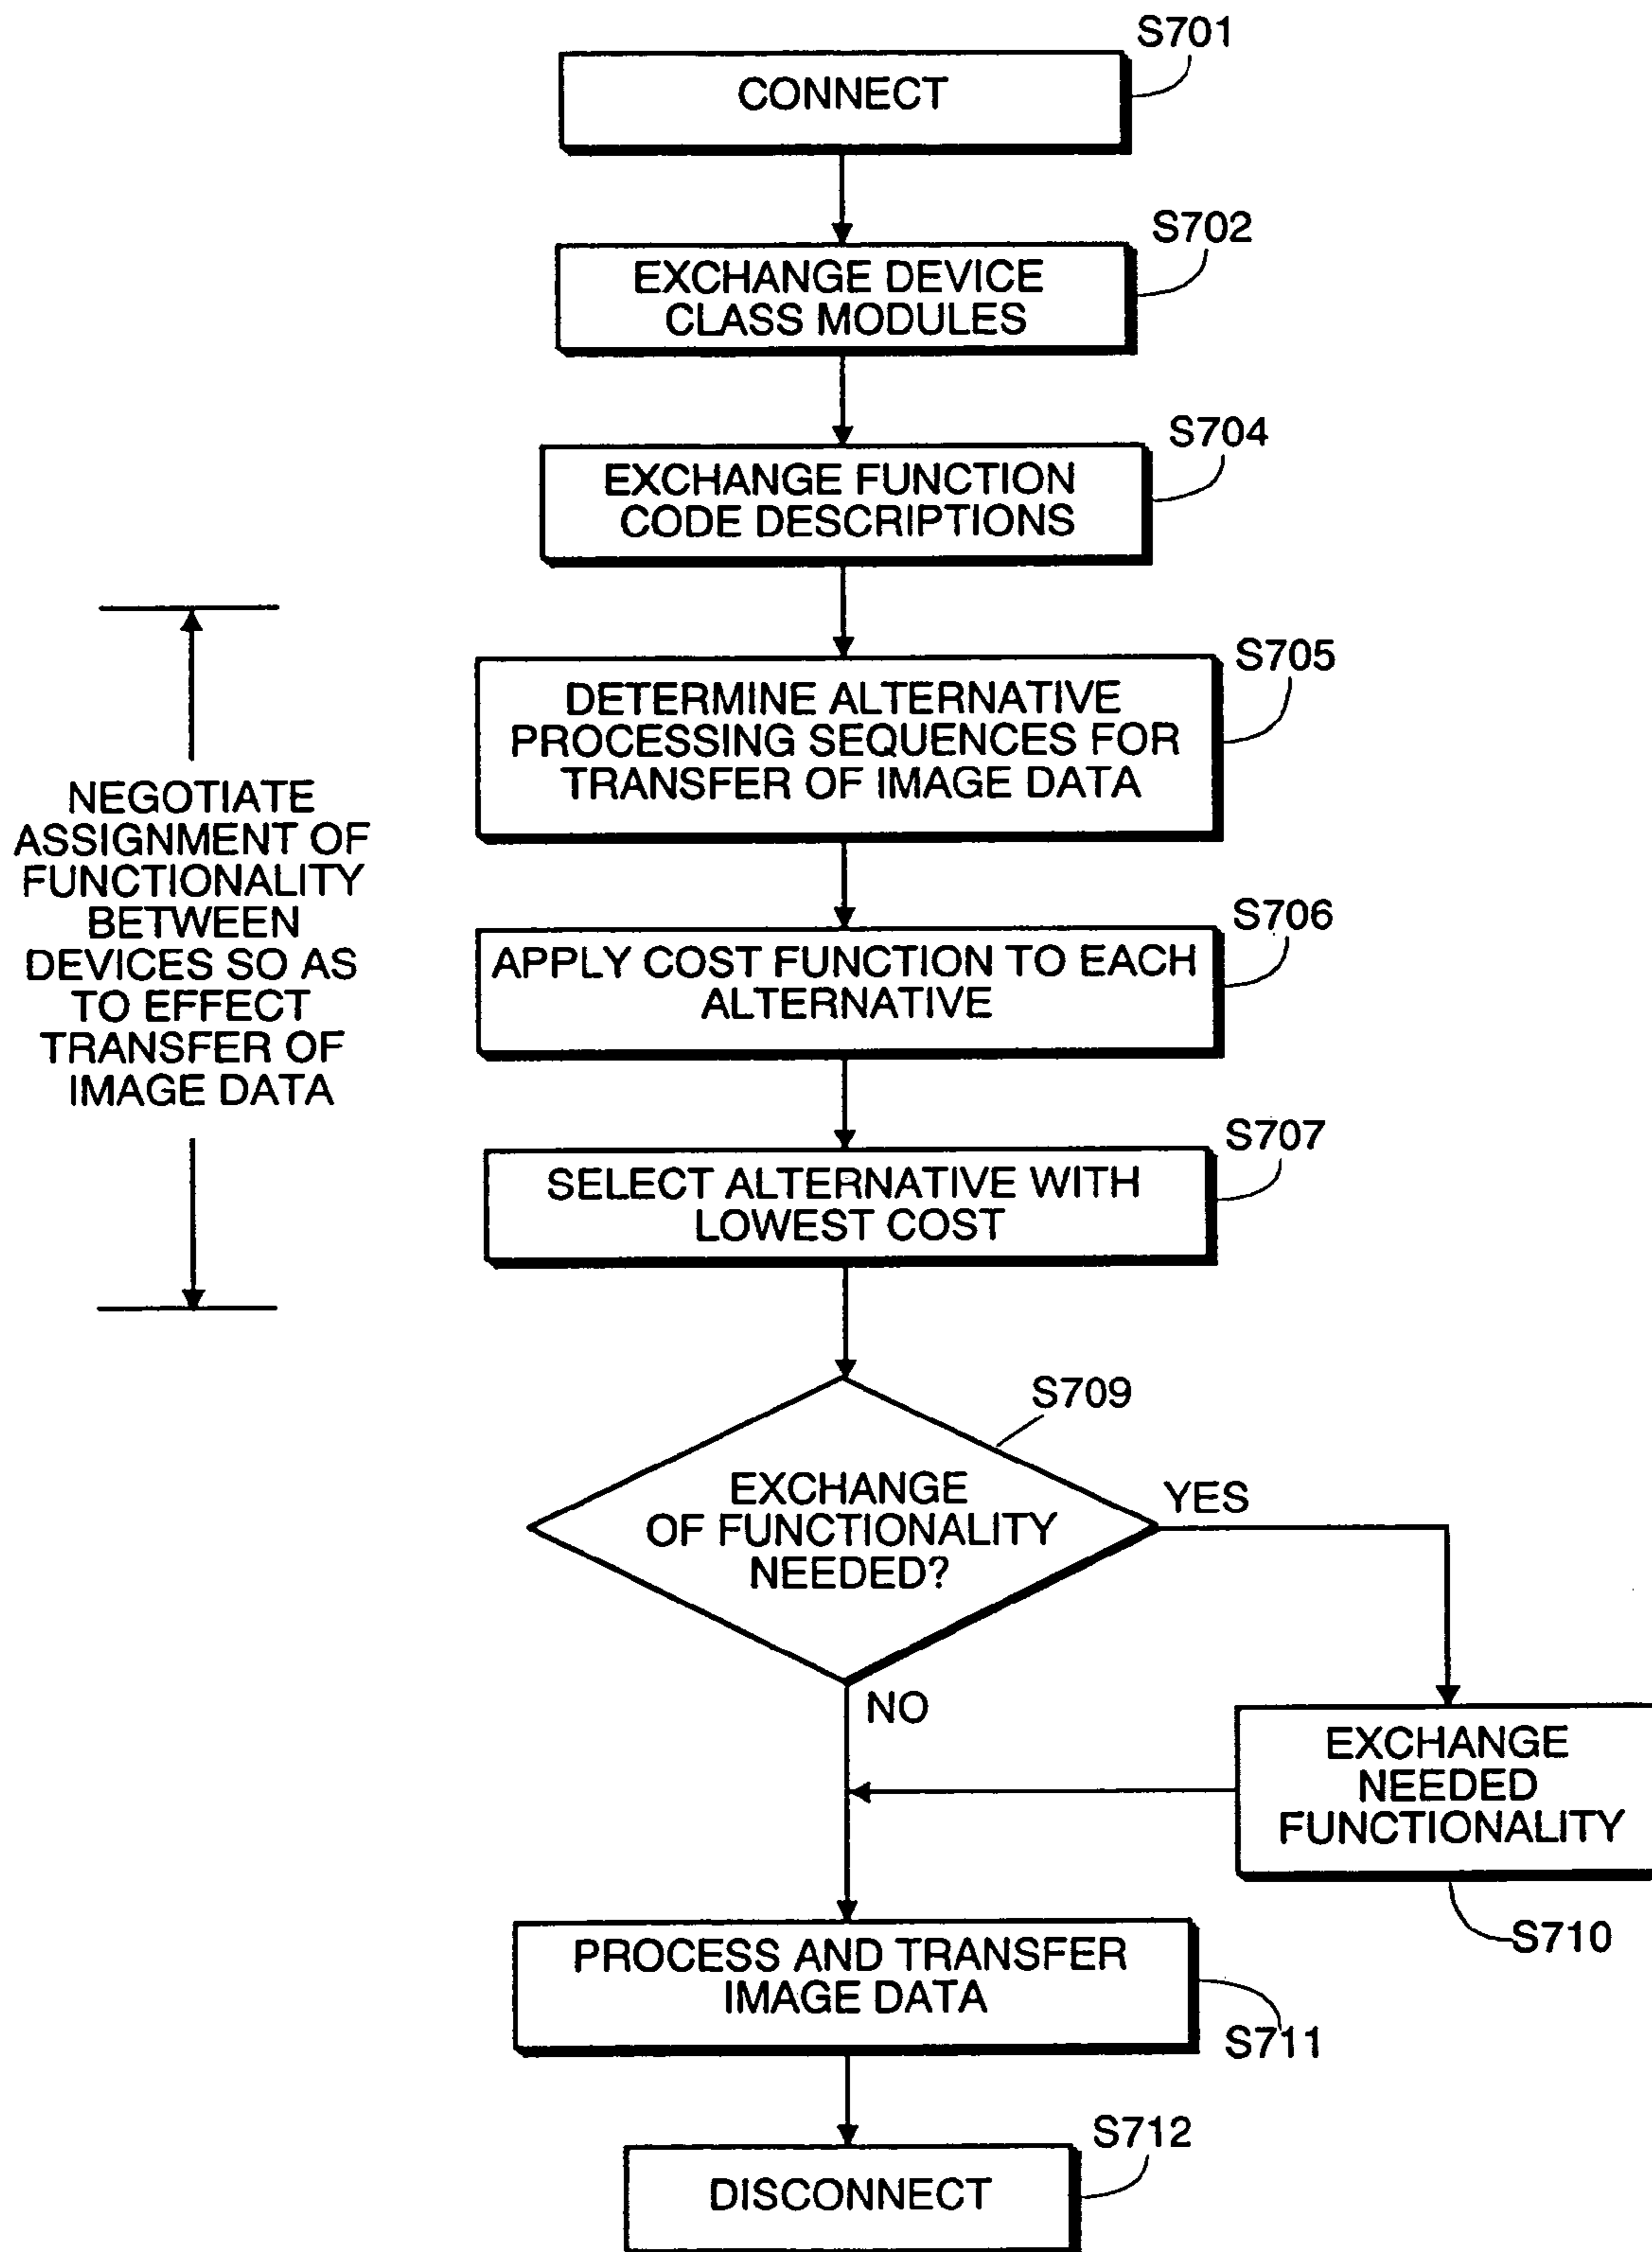 S701
CONNECT
S702
EXCHANGE DEVICE
CLASS MODULES
S704
EXCHANGE FUNCTION
CODE DESCRIPTIONS
S705
DETERMINE ALTERNATIVE
PROCESSING SEQUENCES FOR
TRANSFER OF IMAGE DATA
NEGOTIATE
ASSIGNMENT OF
FUNCTIONALITY
BETWEEN
DEVICES SO AS
TO EFFECT
TRANSFER OF
IMAGE DATA
S706
APPLY COST FUNCTION TO EACH
ALTERNATIVE
S707
SELECT ALTERNATIVE WITH
LOWEST COST
S709
EXCHANGE
OF FUNCTIONALITY
NEEDED?
YES
NO
EXCHANGE
NEEDED
FUNCTIONALITY
S710
PROCESS AND TRANSFER
IMAGE DATA
S711
S712
DISCONNECT